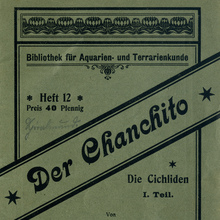 Bibliothek für Aquarien- und Terrarienkunde
* Heft 12 *
Preis 40 Pfennig
Der Chanchito
Die Cichliden
I. Teil.
Von